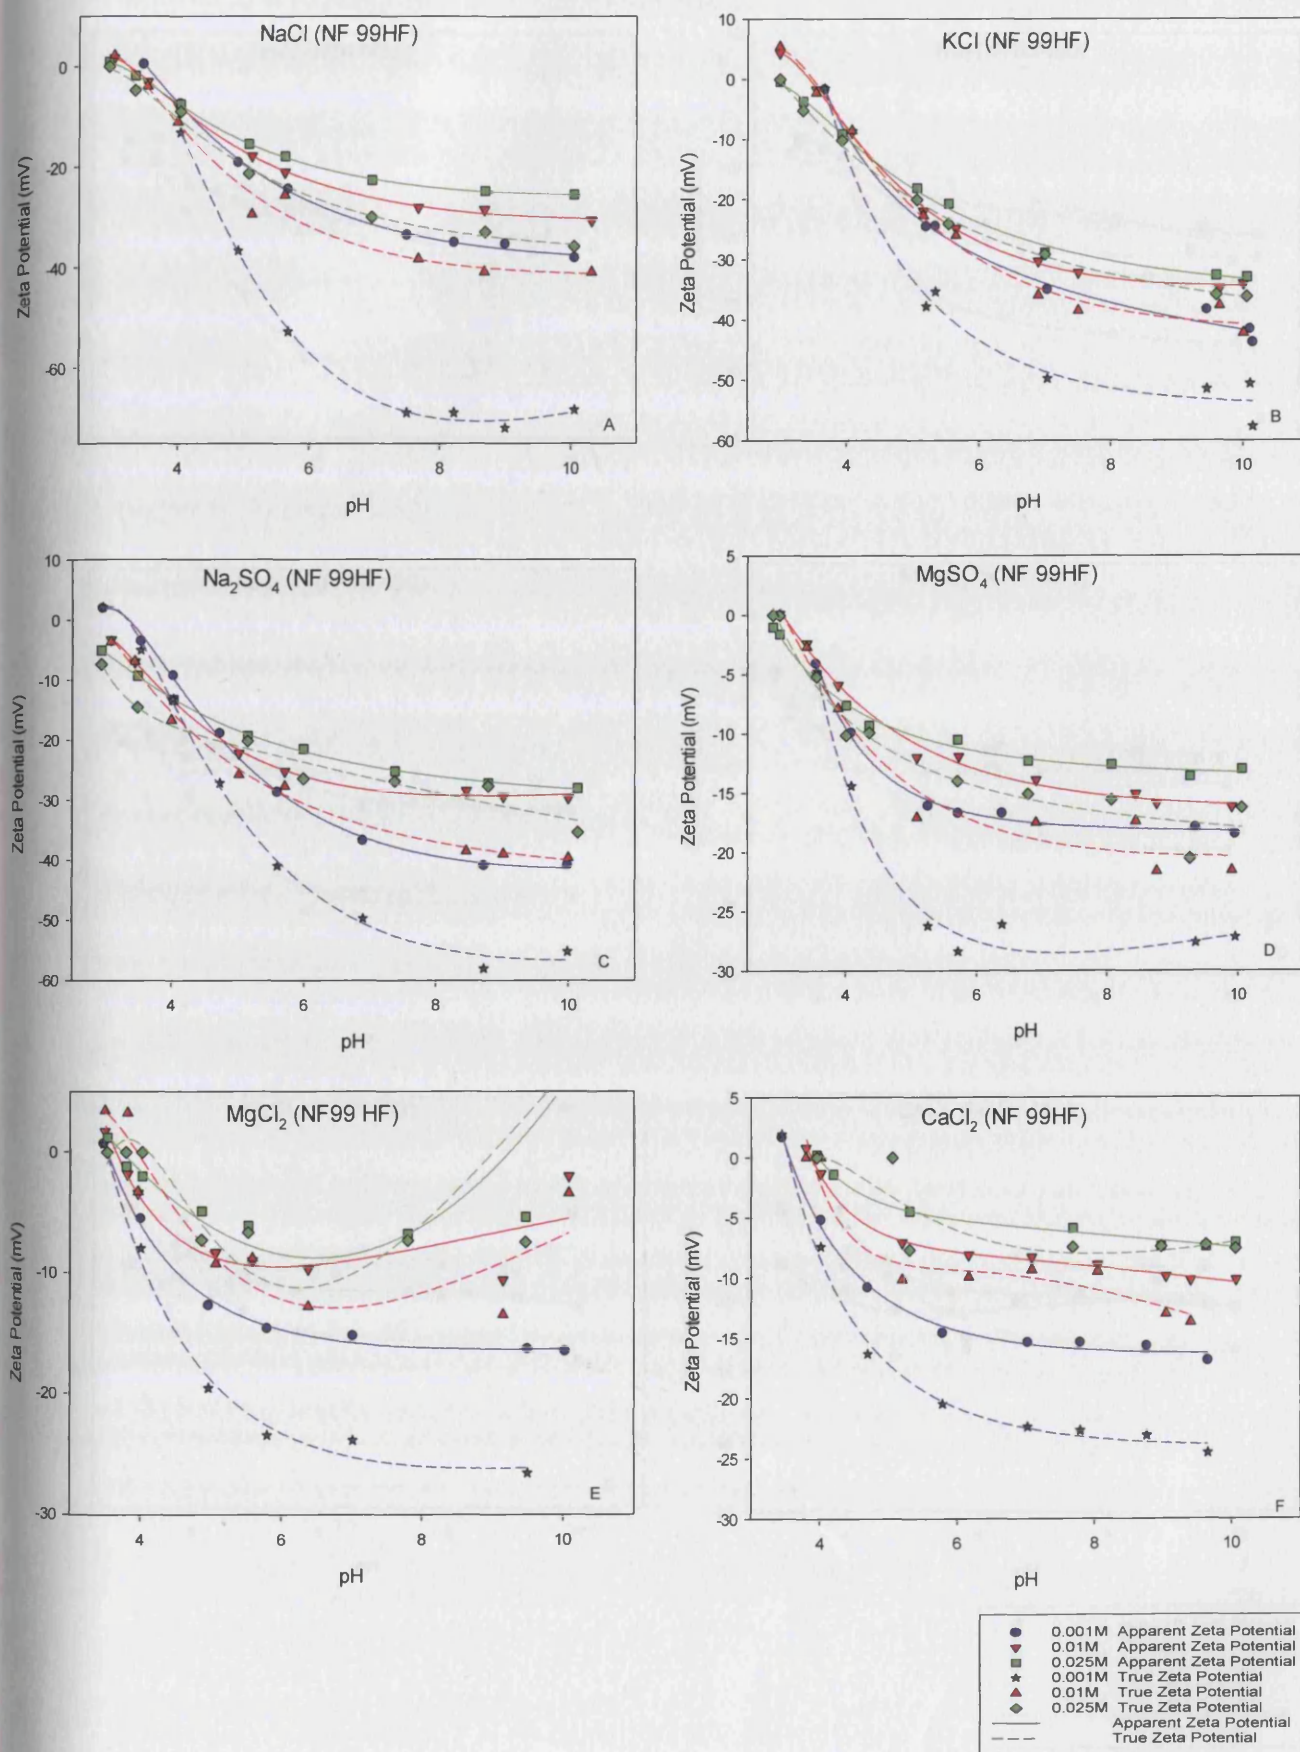 NaCl (NF 99HF)
Zeta Potential (mV)
0
-20
-40
-60
4
6
8
10
A
pH
KCl (NF 99HF)
Zeta Potential (mV)
10
0
-10
-20
-30
-40
-50
-60
4
6
8
10
B
pH
Na₂SO₄ (NF 99HF)
Zeta Potential (mV)
10
0
-10
-20
-30
-40
-50
-60
4
6
8
10
C
pH
MgSO₄ (NF 99HF)
Zeta Potential (mV)
5
0
-5
-10
-15
-20
-25
-30
4
6
8
10
D
pH
MgCl₂ (NF99 HF)
Zeta Potential (mV)
0
-10
-20
-30
4
6
8
10
E
pH
CaCl₂ (NF 99HF)
Zeta Potential (mV)
5
0
-5
-10
-15
-20
-25
-30
4
6
8
10
F
pH
0.001M Apparent Zeta Potential
0.01M Apparent Zeta Potential
0.025M Apparent Zeta Potential
0.001M True Zeta Potential
0.01M True Zeta Potential
0.025M True Zeta Potential
Apparent Zeta Potential
True Zeta Potential